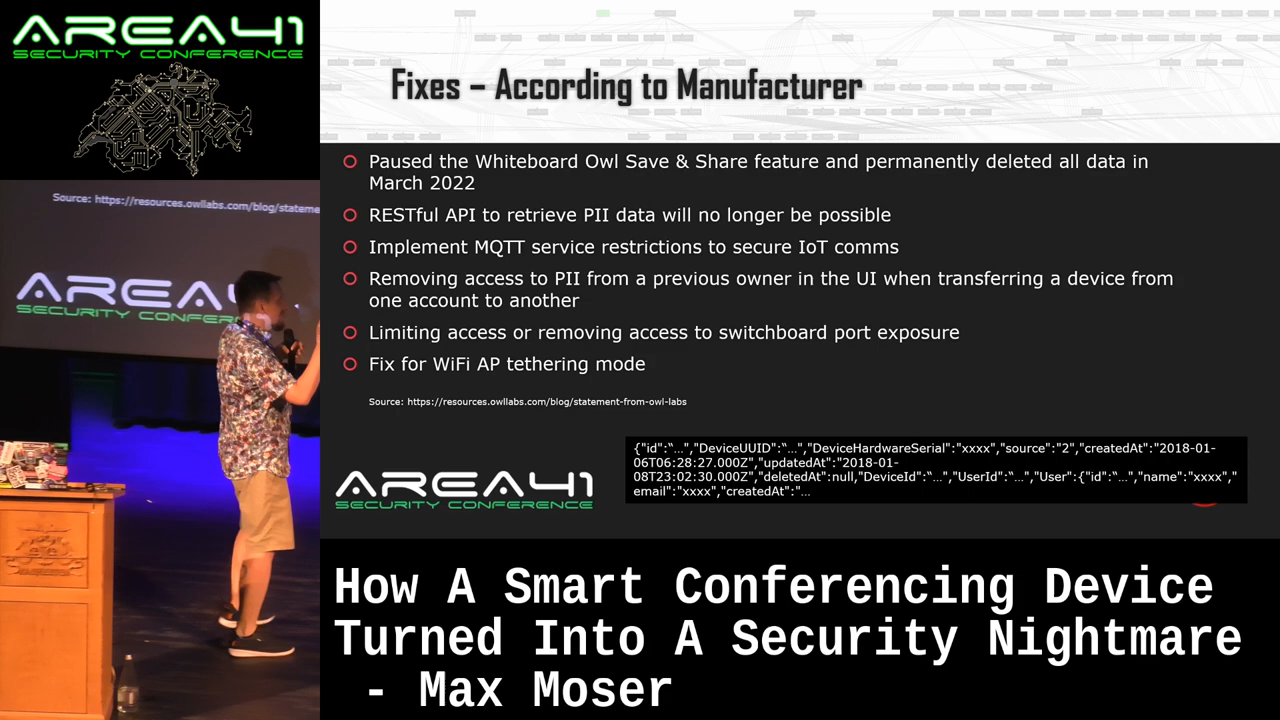 AREA41
SECURITY CONFERENCE
Source: https://resources.owllabs.com/blog/stateme
AREA4
SECURITY CONFER
Fixes – According to Manufacturer
Paused the Whiteboard Owl Save & Share feature and permanently deleted all data in
March 2022
RESTful API to retrieve PII data will no longer be possible
Implement MQTT service restrictions to secure IoT comms
Removing access to PII from a previous owner in the UI when transferring a device from
one account to another
Limiting access or removing access to switchboard port exposure
Fix for WiFi AP tethering mode
Source: https://resources.owllabs.com/blog/statement-from-owl-labs
{"id":"…","DeviceUUID":"…","DeviceHardwareSerial":"xxxx","source":"2","createdAt":"2018-01-
06T06:28:27.000Z","updatedAt":"2018-01-
08T23:02:30.000Z","deletedAt":null,"DeviceId":"…","UserId":"…","User":{"id":"…","name":"xxxx","
email":"xxxx","createdAt":"…
AREA41
SECURITY CONFERENCE
How A Smart Conferencing Device
Turned Into A Security Nightmare
- Max Moser